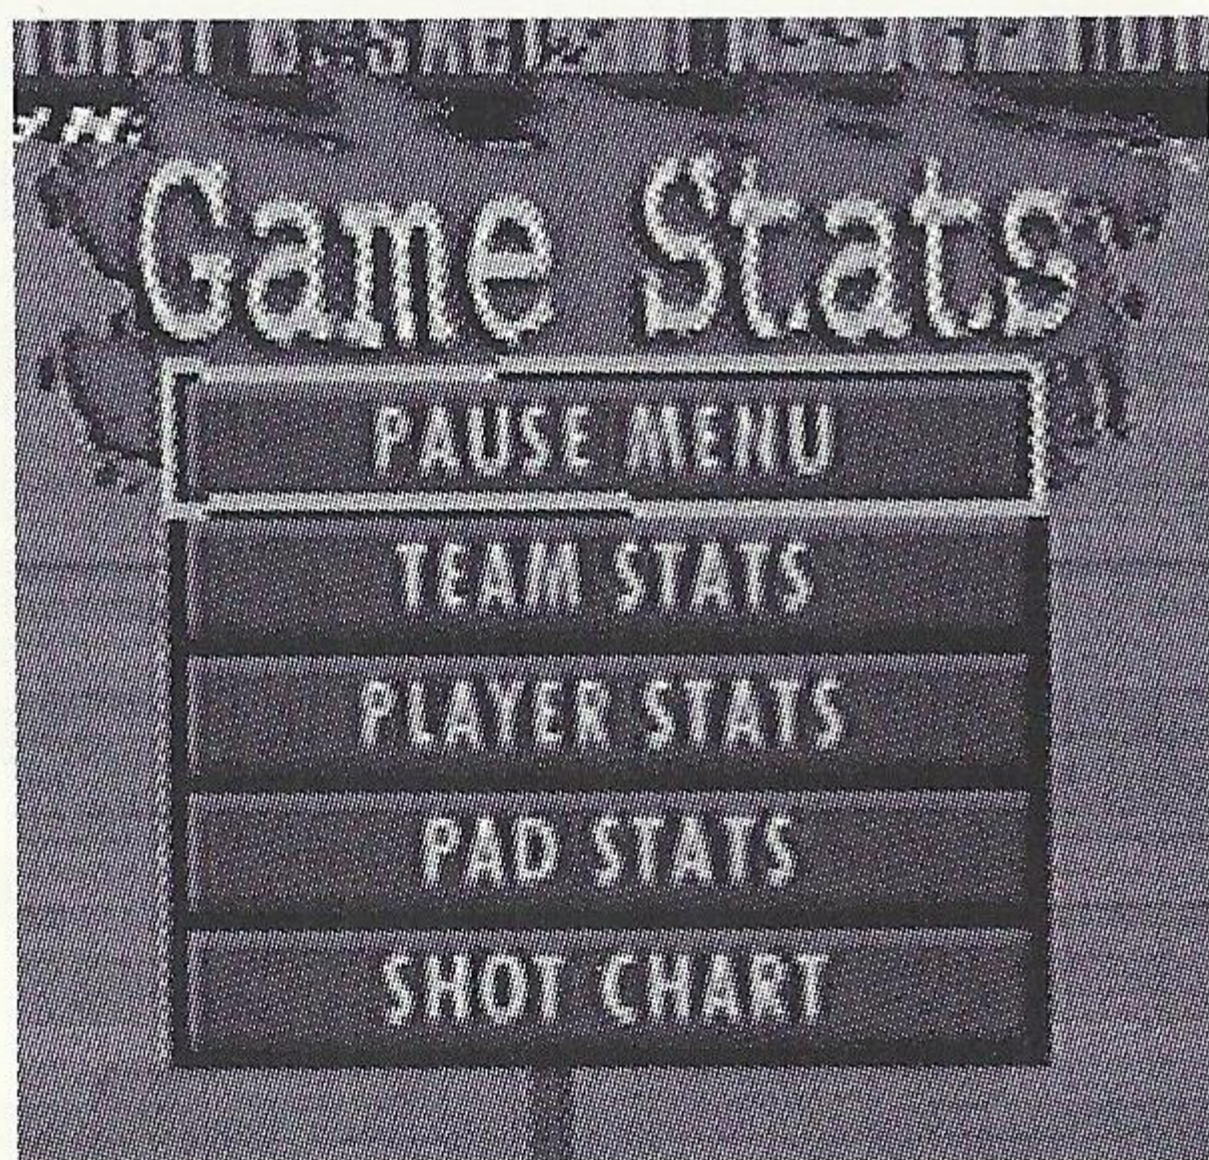 Game Stats
PAUSE MENU
TEAM STATS
PLAYER STATS
PAD STATS
SHOT CHART